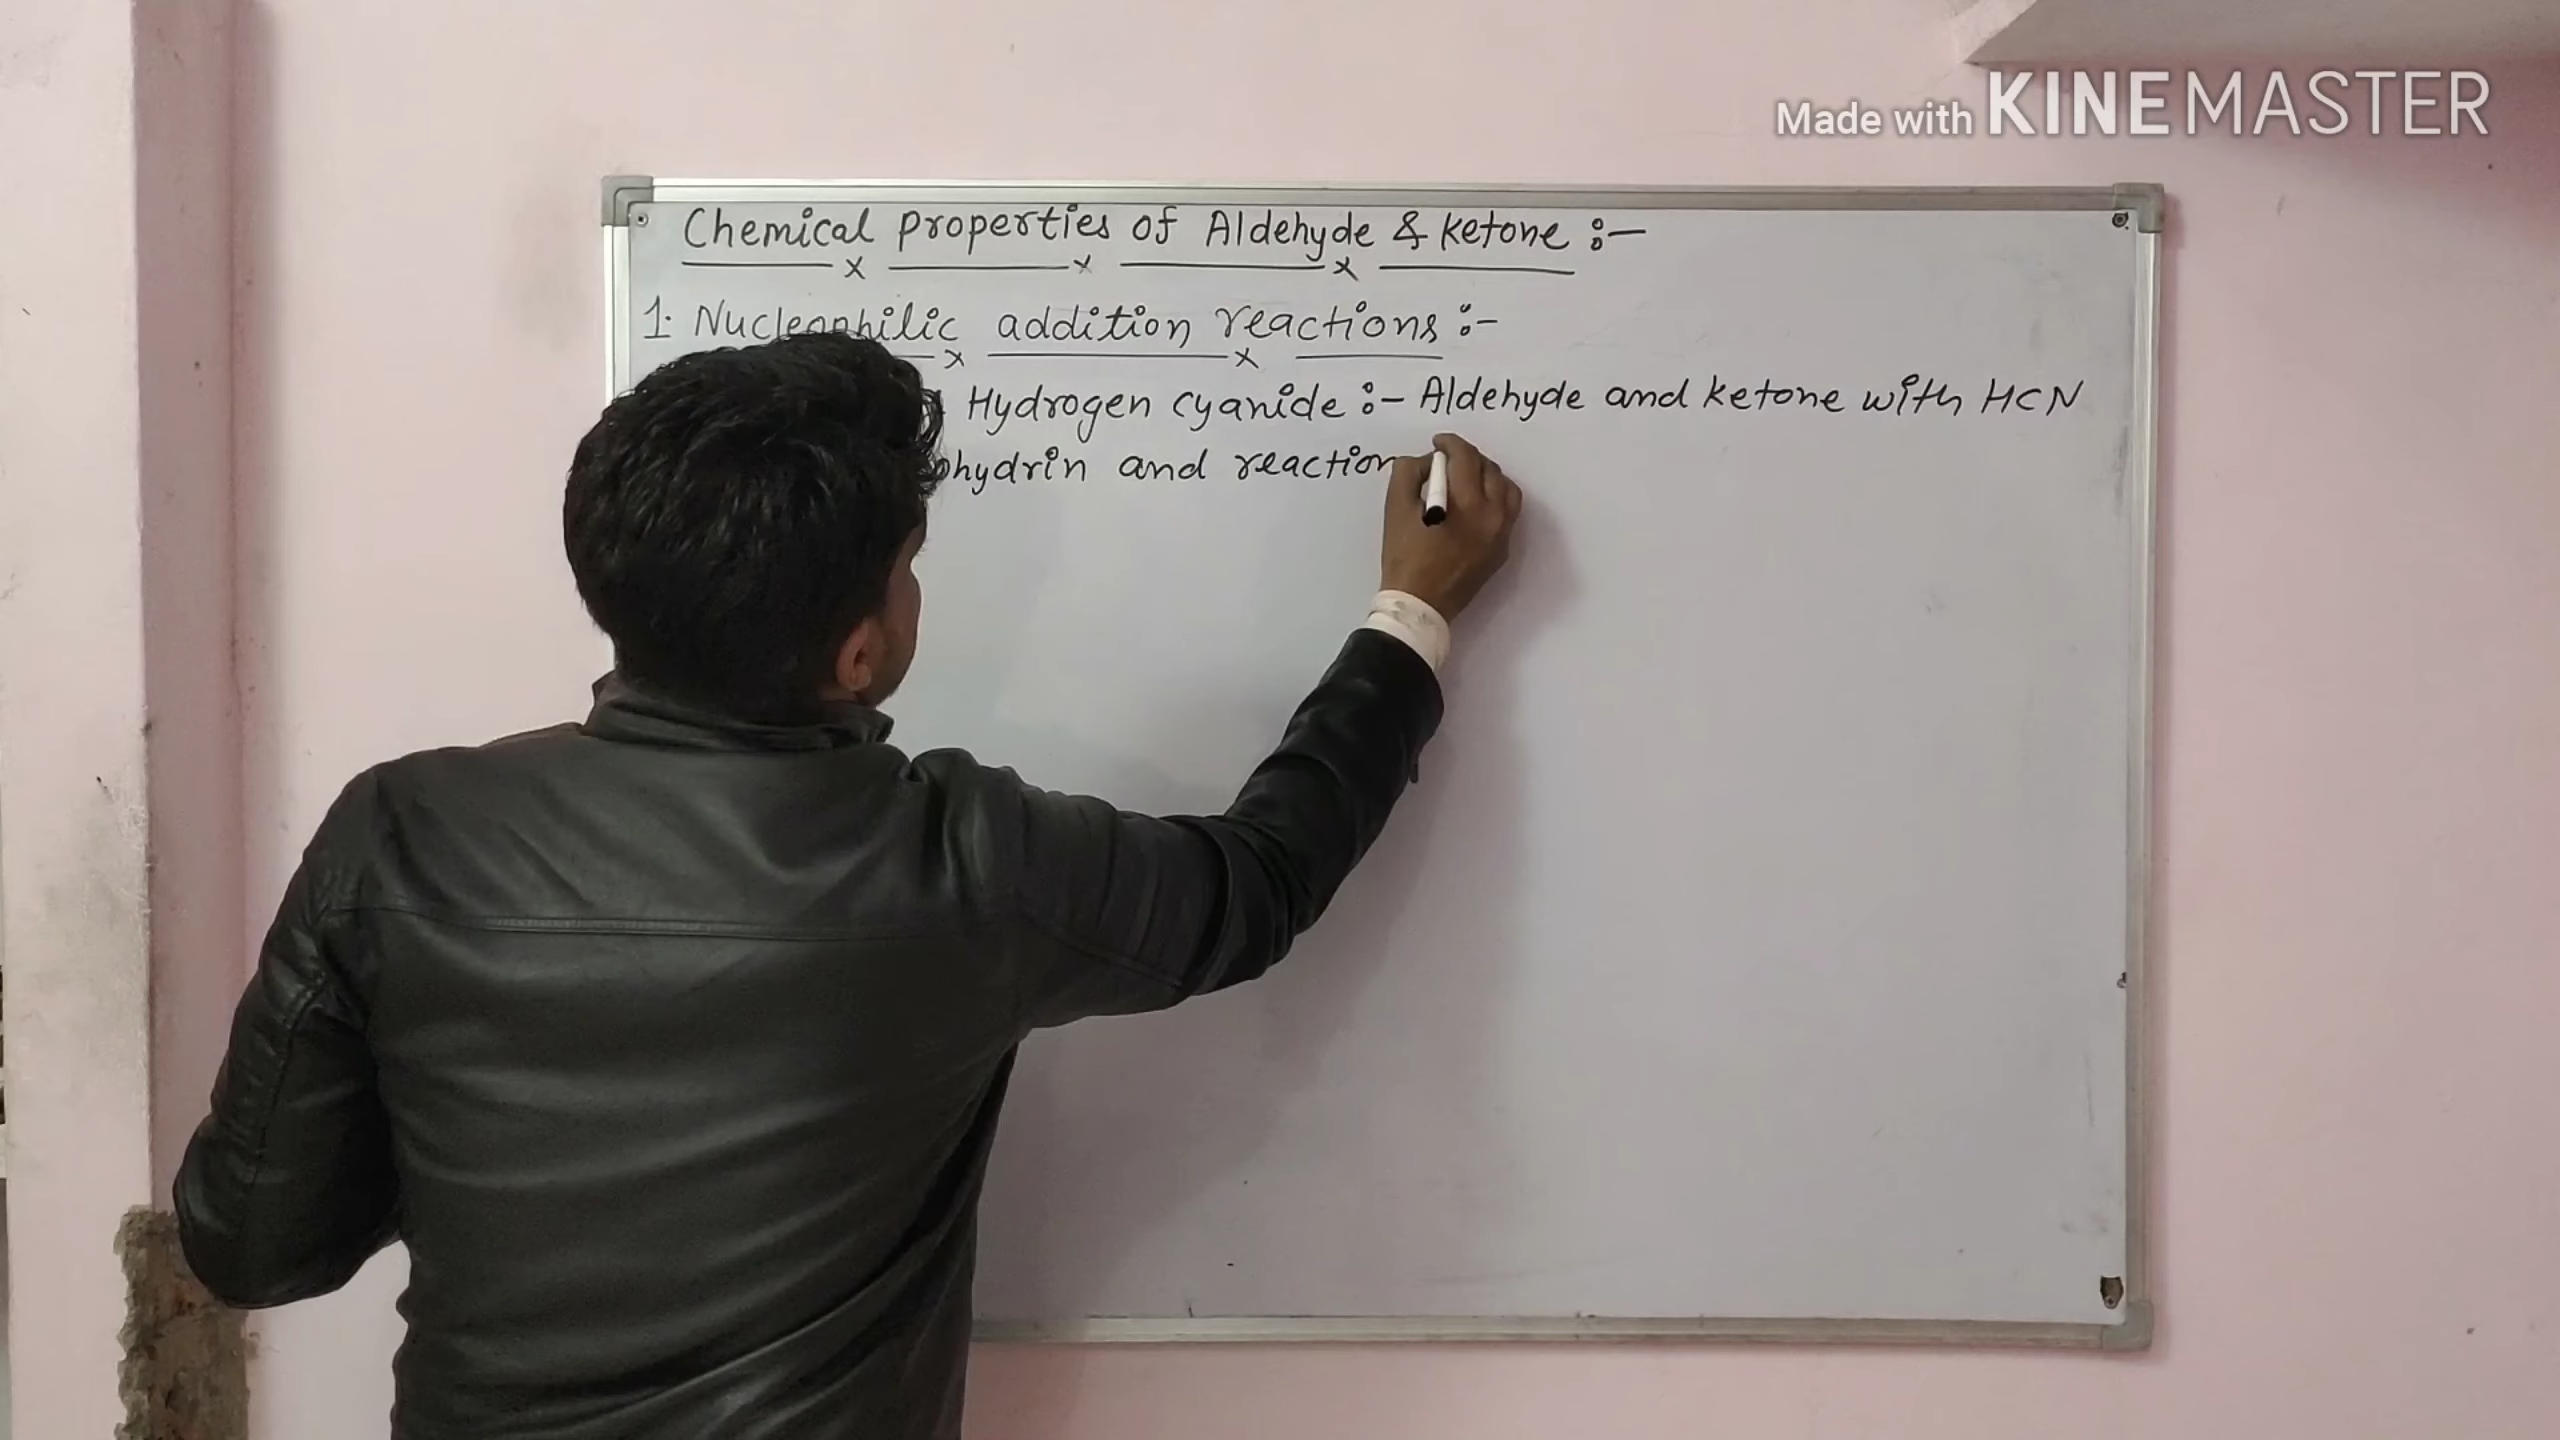 Made with KINEMASTER
Chemical properties of Aldehyde & ketone :-
1. Nucleophilic addition reactions :-
Hydrogen cyanide :- Aldehyde and ketone with HCN
ohydrin and reaction